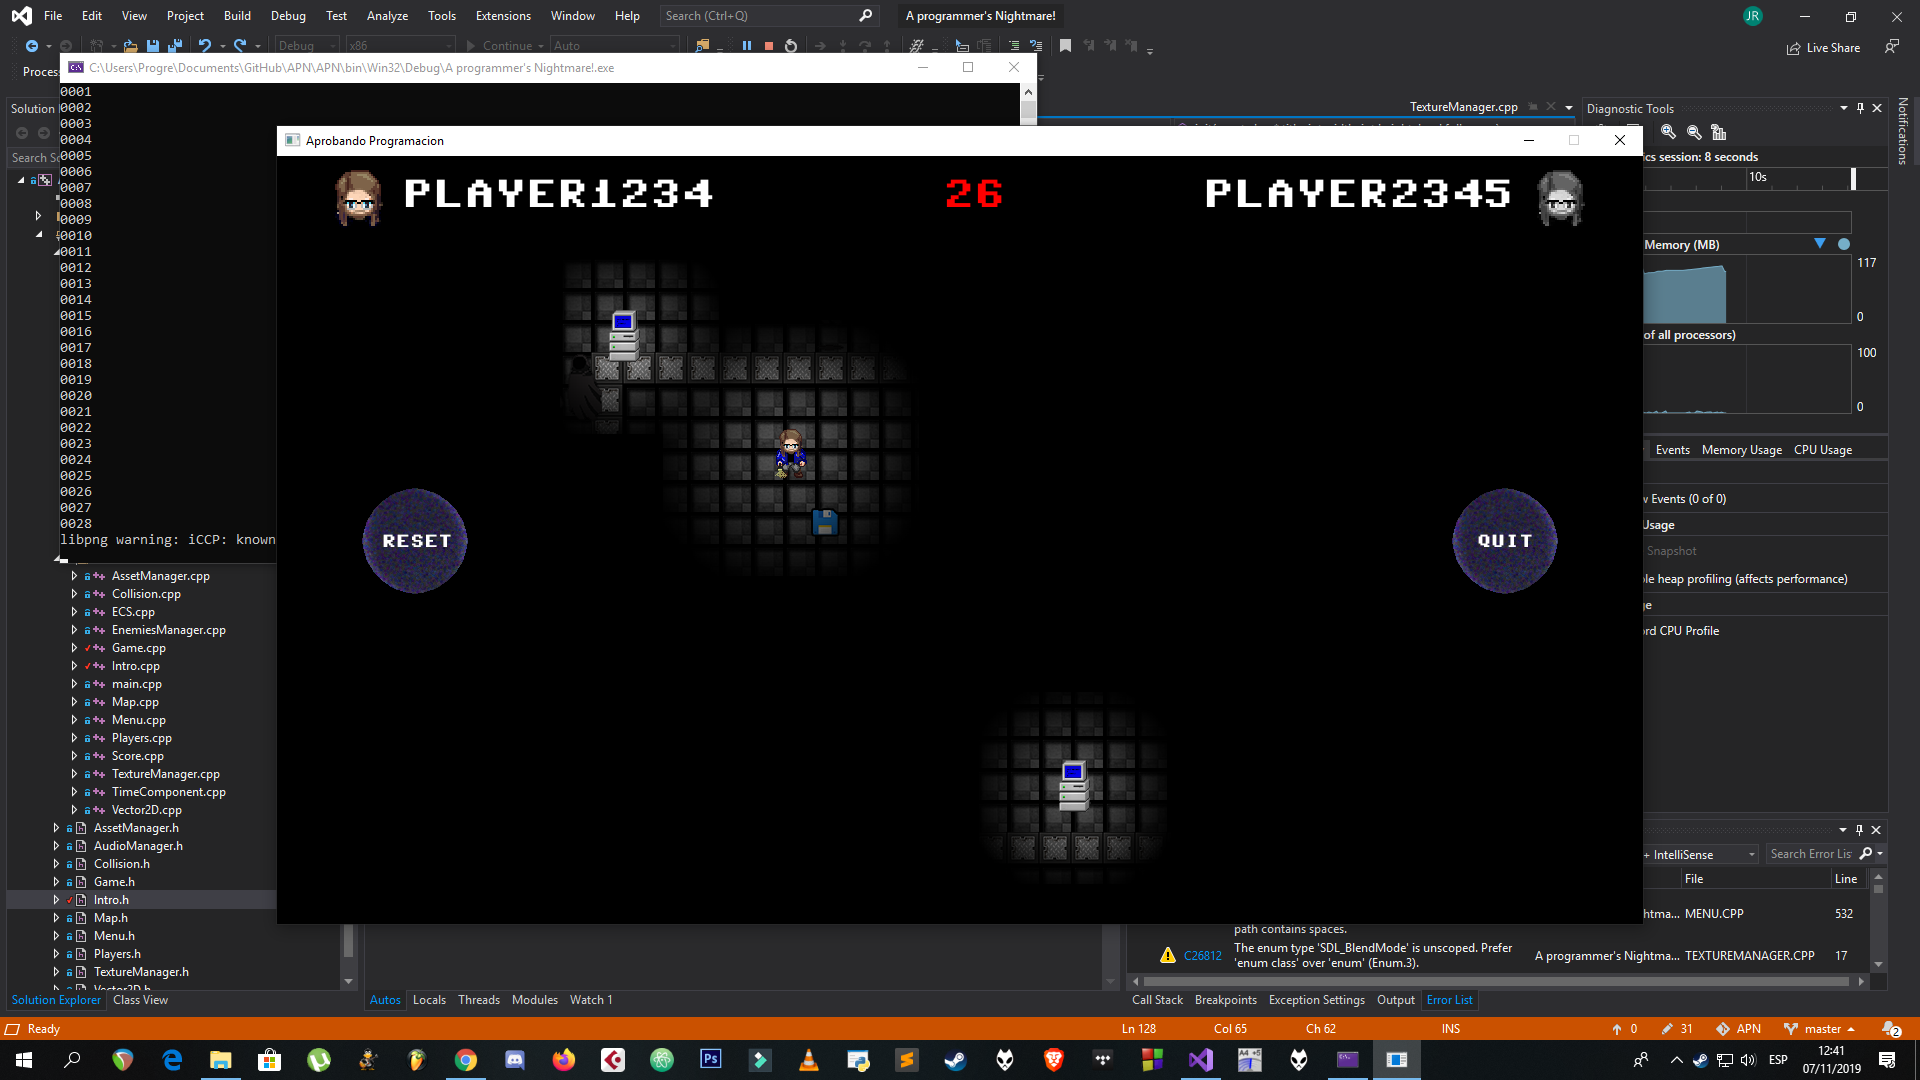 File Edit View Project Build Debug Test Analyze Tools Extensions Window Help Search (Ctrl+Q) A programmer's Nightmare! JR
Debug x86 Continue Auto Live Share
Proces
C:\Users\Progre\Documents\GitHub\APN\APN\bin\Win32\Debug\A programmer's Nightmare!.exe
0001
0002
0003
0004
0005
0006
0007
0008
0009
0010
0011
0012
0013
0014
0015
0016
0017
0018
0019
0020
0021
0022
0023
0024
0025
0026
0027
0028
libpng warning: iCCP: known
Solution
Search So
Aprobando Programacion
PLAYER1234 26 PLAYER2345
RESET
QUIT
TextureManager.cpp
Diagnostic Tools
Notifications
cs session: 8 seconds
10s
Memory (MB)
117
0
of all processors)
100
0
Events Memory Usage CPU Usage
w Events (0 of 0)
Usage
Snapshot
le heap profiling (affects performance)
ge
ord CPU Profile
AssetManager.cpp
Collision.cpp
ECS.cpp
EnemiesManager.cpp
Game.cpp
Intro.cpp
main.cpp
Map.cpp
Menu.cpp
Players.cpp
Score.cpp
TextureManager.cpp
TimeComponent.cpp
Vector2D.cpp
AssetManager.h
AudioManager.h
Collision.h
Game.h
Intro.h
Map.h
Menu.h
Players.h
TextureManager.h
Vector2D.h
Solution Explorer Class View
Autos Locals Threads Modules Watch 1
+ IntelliSense Search Error Lis
File Line
htma... MENU.CPP 532
path contains spaces.
C26812 The enum type 'SDL_BlendMode' is unscoped. Prefer 'enum class' over 'enum' (Enum.3). A programmer's Nightma... TEXTUREMANAGER.CPP 17
Call Stack Breakpoints Exception Settings Output Error List
Ready Ln 128 Col 65 Ch 62 INS 0 31 APN master 2
Ps A4 +5 ESP 12:41
07/11/2019